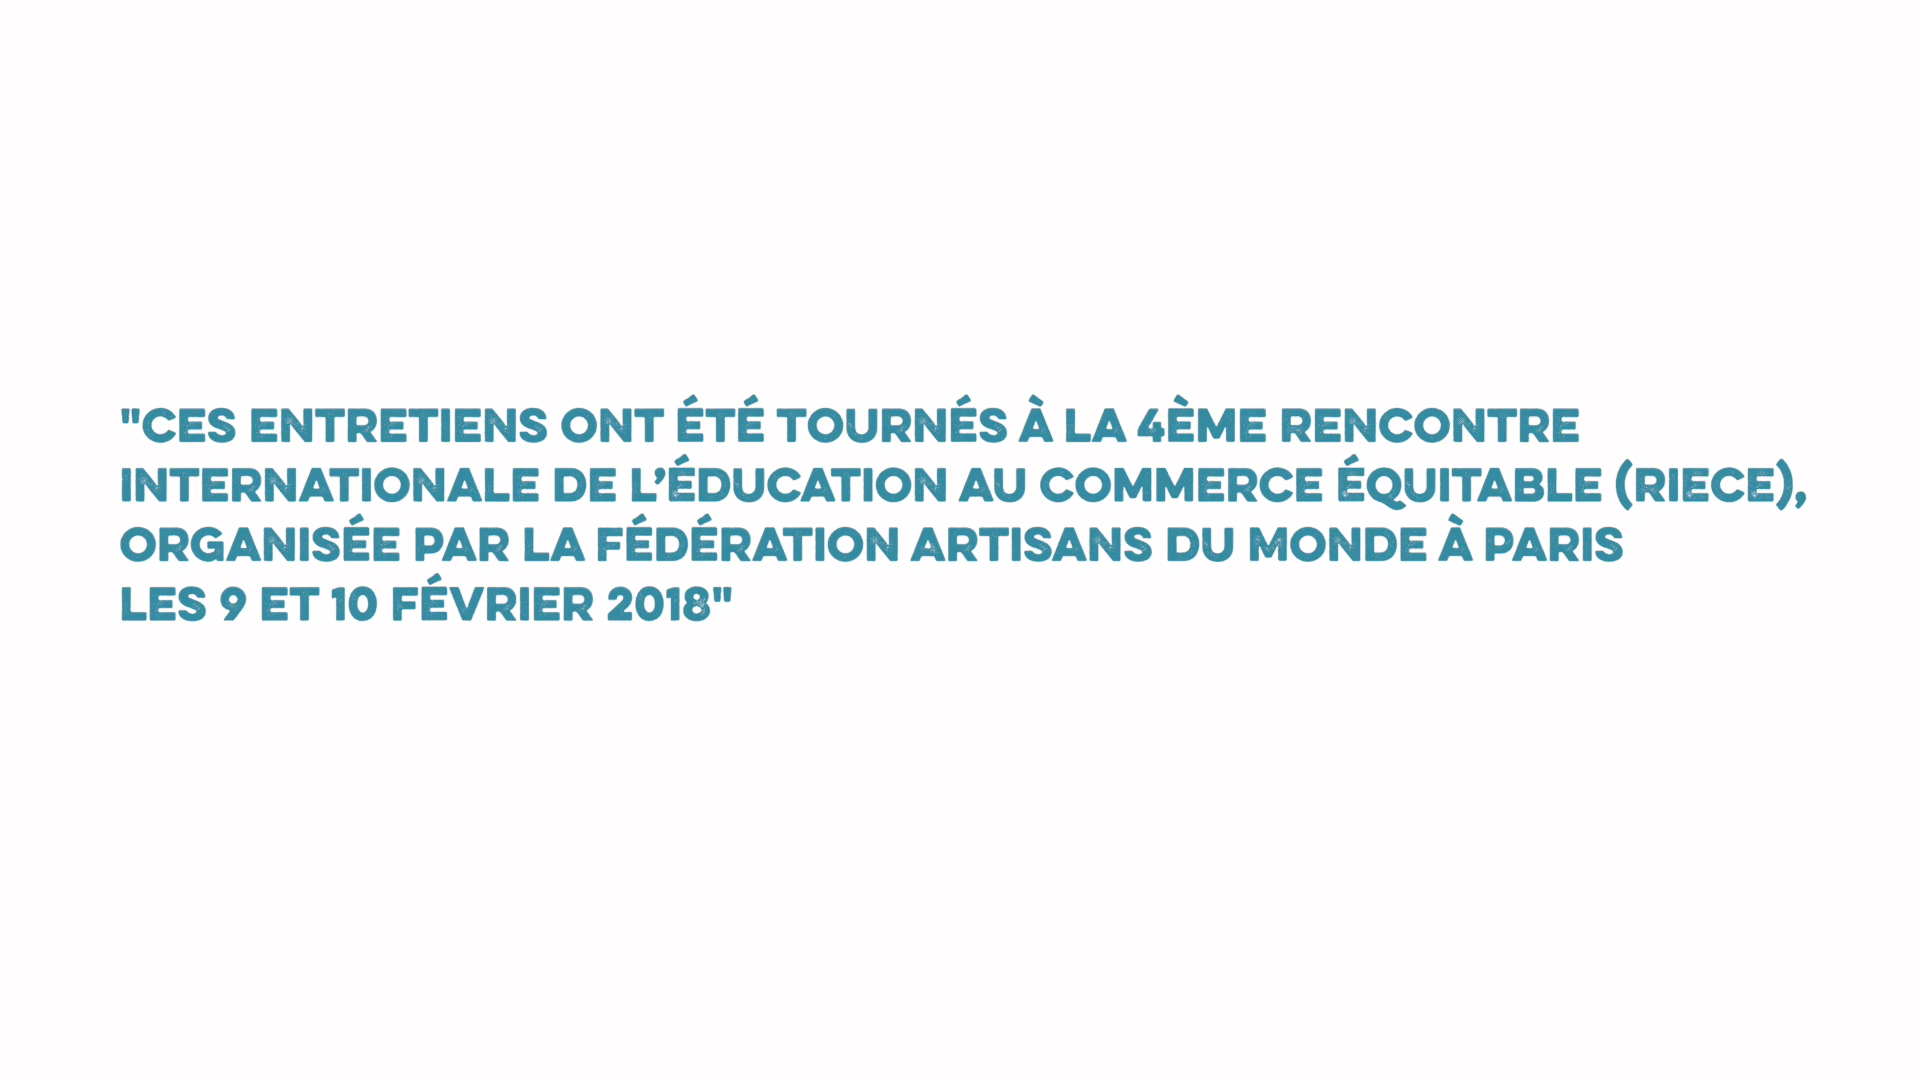 "CES ENTRETIENS ONT ÉTÉ TOURNÉS À LA 4ÈME RENCONTRE
INTERNATIONALE DE L’ÉDUCATION AU COMMERCE ÉQUITABLE (RIECE),
ORGANISÉE PAR LA FÉDÉRATION ARTISANS DU MONDE À PARIS
LES 9 ET 10 FÉVRIER 2018"